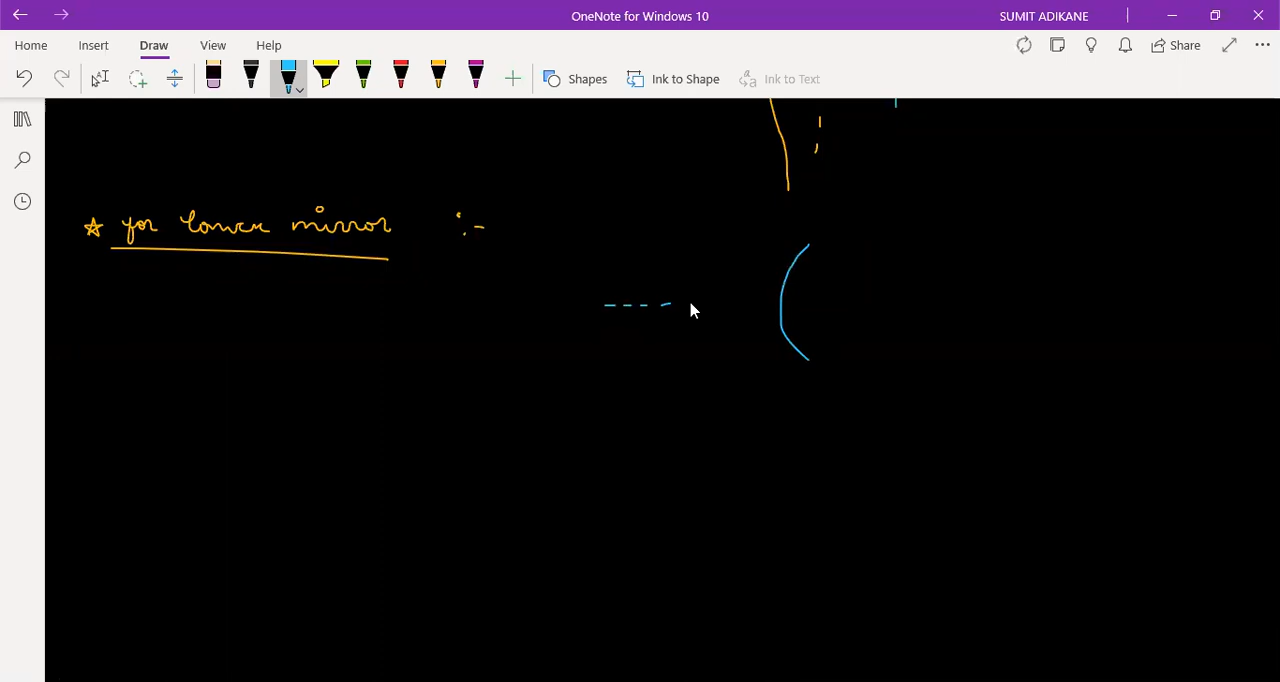 OneNote for Windows 10
SUMIT ADIKANE
Home Insert Draw View Help
Share
Shapes Ink to Shape Ink to Text
☆ for lower mirror :-